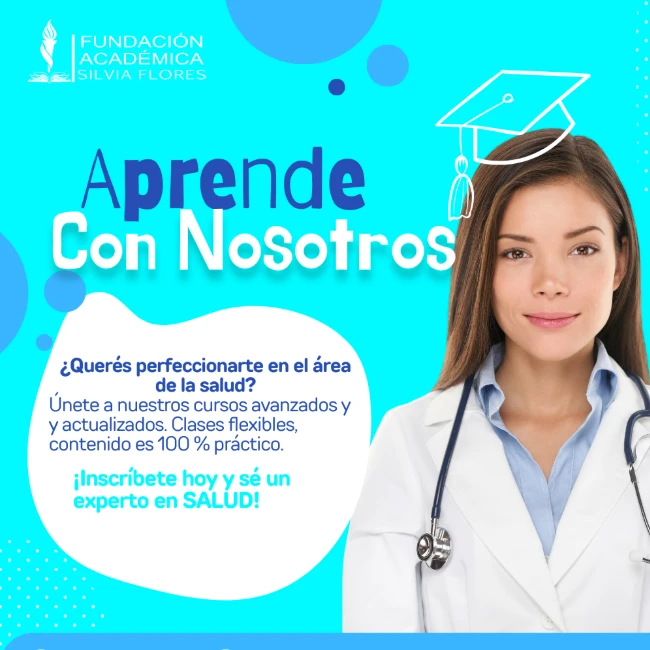 FUNDACIÓN
ACADÉMICA
SILVIA FLORES
Aprende
Con Nosotros
¿Querés perfeccionarte en el área
de la salud?
Únete a nuestros cursos avanzados y
y actualizados. Clases flexibles,
contenido es 100 % práctico.
¡Inscríbete hoy y sé un
experto en SALUD!